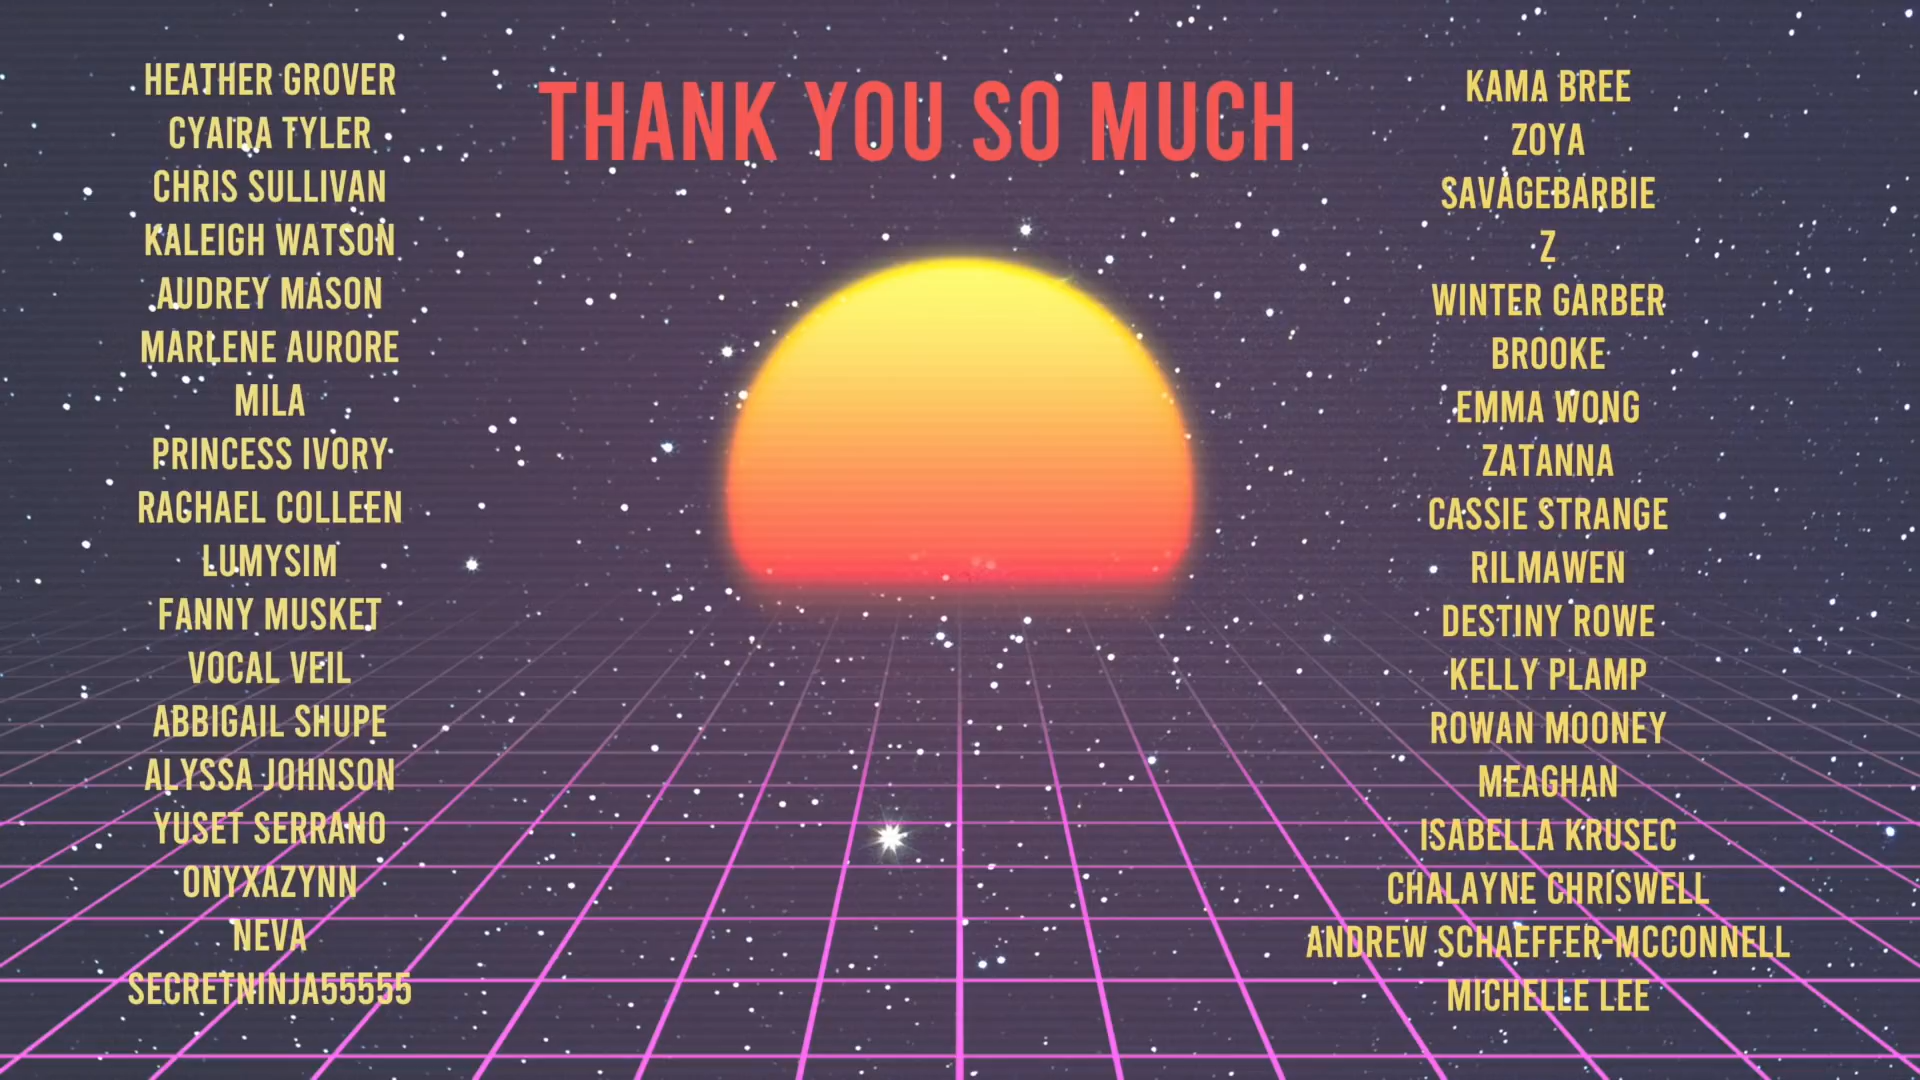 THANK YOU SO MUCH
HEATHER GROVER
CYAIRA TYLER
CHRIS SULLIVAN
KALEIGH WATSON
AUDREY MASON
MARLENE AURORE
MILA
PRINCESS IVORY
RACHAEL COLLEEN
LUMYSIM
FANNY MUSKET
VOCAL VEIL
ABBIGAIL SHUPE
ALYSSA JOHNSON
YUSET SERRANO
ONYXAZYNN
NEVA
SECRETNINJA55555
KAMA BREE
ZOYA
SAVAGEBARBIE
Z
WINTER GARBER
BROOKE
EMMA WONG
ZATANNA
CASSIE STRANGE
RILMAWEN
DESTINY ROWE
KELLY PLAMP
ROWAN MOONEY
MEAGHAN
ISABELLA KRUSEC
CHALAYNE CHRISWELL
ANDREW SCHAEFFER-MCCONNELL
MICHELLE LEE